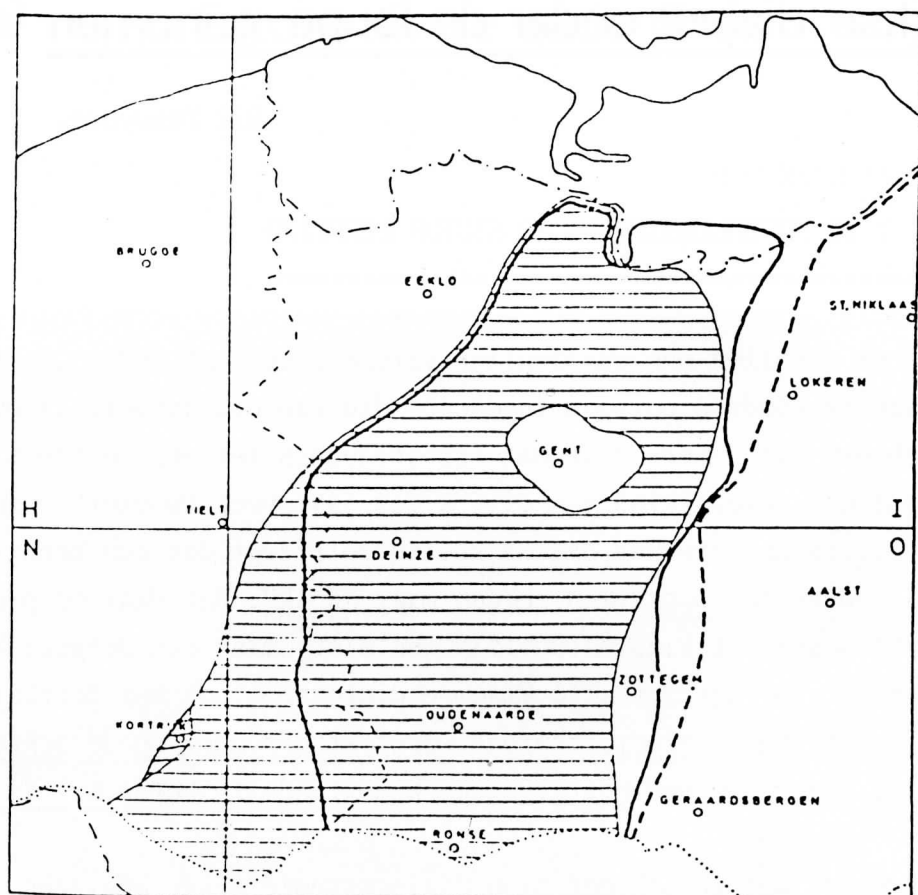 BRUGGE
EEKLO
?
ST. NIKLAAS
LOKEREN
GENT
H
TIELT
I
N
DEINZE
O
AALST
ZOTTEGEM
KORTRIJK
OUDENAARDE
GERAARDSBERGEN
RONSE